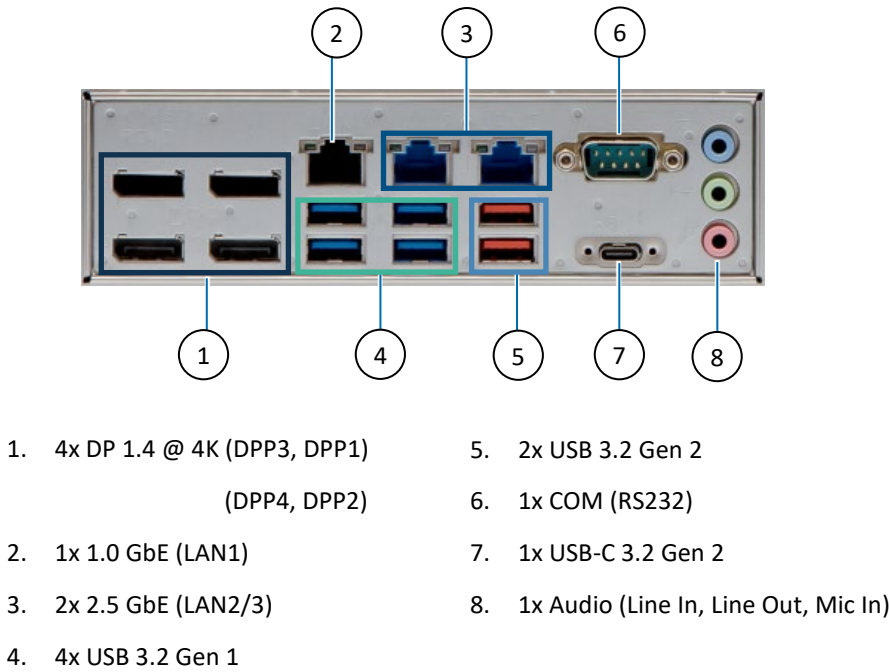 2
3
6
1
4
5
7
8
1. 4x DP 1.4 @ 4K (DPP3, DPP1)
(DPP4, DPP2)
2. 1x 1.0 GbE (LAN1)
3. 2x 2.5 GbE (LAN2/3)
4. 4x USB 3.2 Gen 1
5. 2x USB 3.2 Gen 2
6. 1x COM (RS232)
7. 1x USB-C 3.2 Gen 2
8. 1x Audio (Line In, Line Out, Mic In)